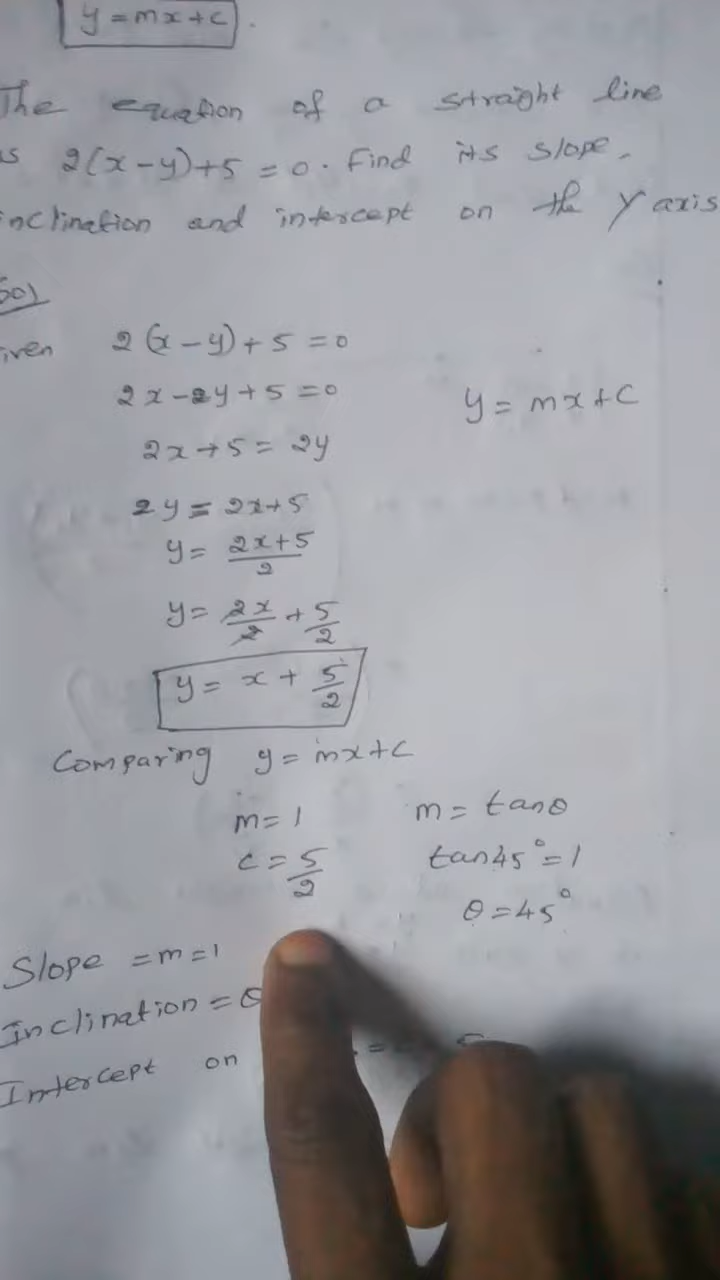 y = mx + c .
The equation of a straight line
is 2(x - y) + 5 = 0. Find its slope,
inclination and intercept on the Y axis
Sol
Given 2(x - y) + 5 = 0
2x - 2y + 5 = 0
y = mx + c
2x + 5 = 2y
2y = 2x + 5
y = (2x + 5)/2
y = 2x/2 + 5/2
y = x + 5/2
Comparing y = mx + c
m = 1 m = tanθ
c = 5/2 tan45° = 1
θ = 45°
Slope = m = 1
Inclination = θ
Intercept on